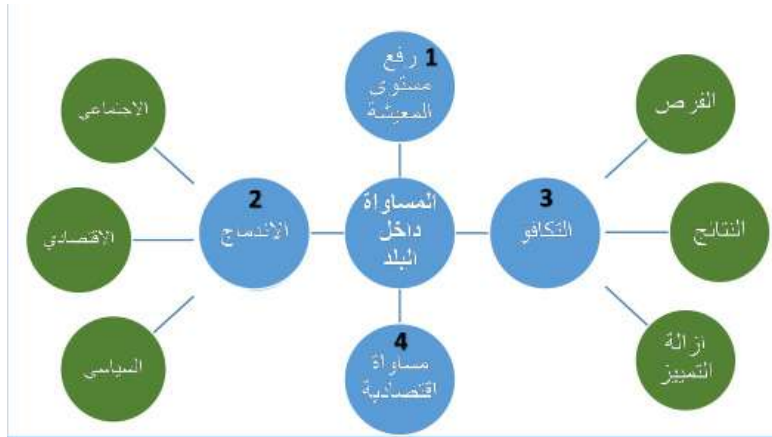 1 رفع
مستوى
المعيشة
2
الاندماج
الاجتماعي
الاقتصادي
السياسي
المساواة
داخل
البلد
3
التكافو
الفرص
النتائج
ازالة
التمييز
4
مساواة
اقتصادية